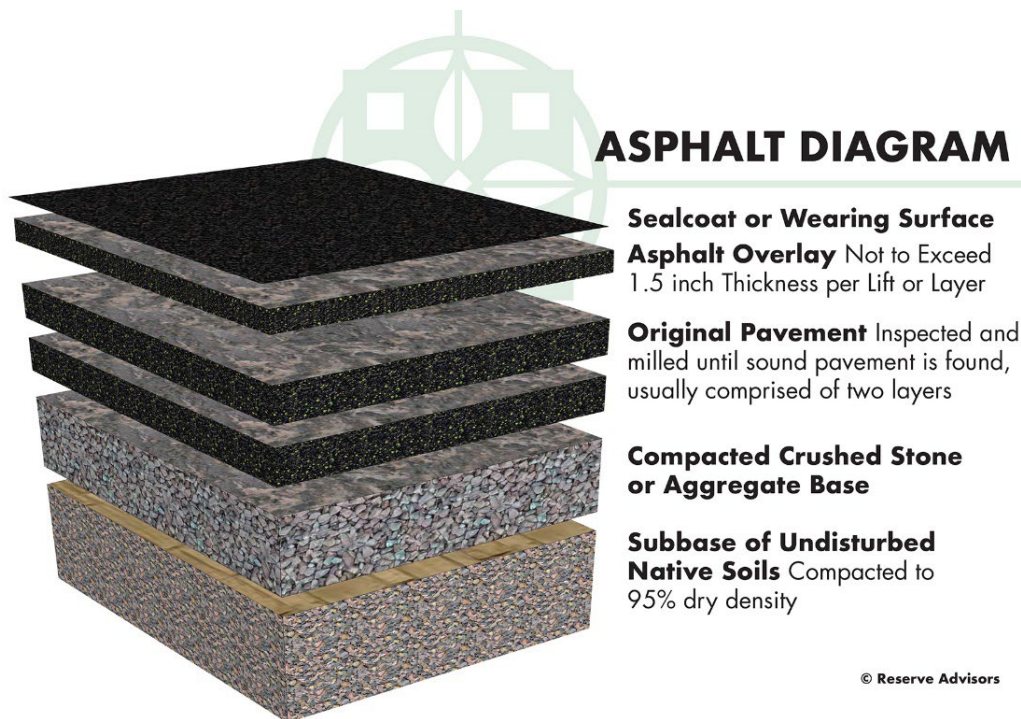 ASPHALT DIAGRAM
Sealcoat or Wearing Surface
Asphalt Overlay Not to Exceed
1.5 inch Thickness per Lift or Layer
Original Pavement Inspected and
milled until sound pavement is found,
usually comprised of two layers
Compacted Crushed Stone
or Aggregate Base
Subbase of Undisturbed
Native Soils Compacted to
95% dry density
© Reserve Advisors